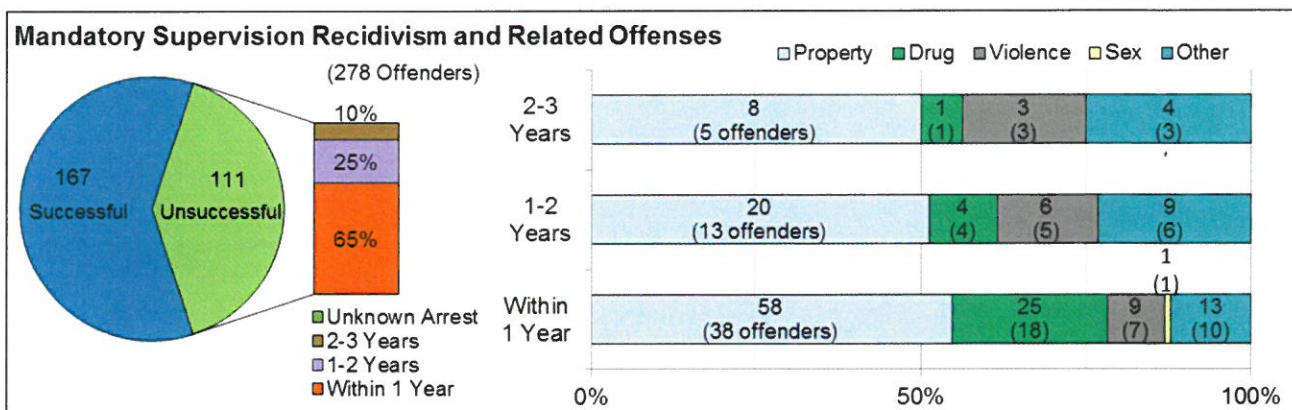 Mandatory Supervision Recidivism and Related Offenses
(278 Offenders)
167
Successful
111
Unsuccessful
10%
25%
65%
Unknown Arrest
2-3 Years
1-2 Years
Within 1 Year
Property Drug Violence Sex Other
2-3
Years
8
(5 offenders)
1
(1)
3
(3)
4
(3)
1-2
Years
20
(13 offenders)
4
(4)
6
(5)
9
(6)
1
(1)
Within
1 Year
58
(38 offenders)
25
(18)
9
(7)
13
(10)
0% 50% 100%